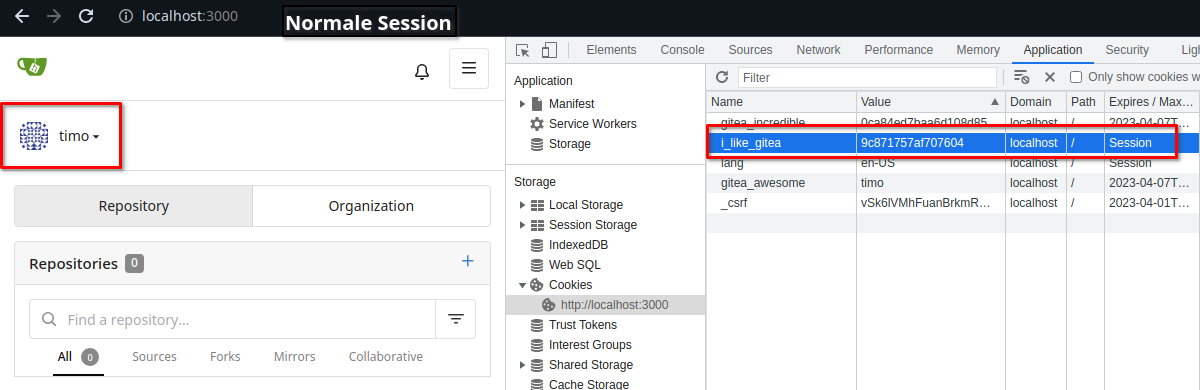 localhost:3000
Normale Session
Elements Console Sources Network Performance Memory Application Security
Application
Filter
Only show cookies w
Name Value Domain Path Expires / Max…
Manifest
gitea_incredible 0ca84ed7baa6d108d85 localhost / 2023-04-07T…
timo
Service Workers
i_like_gitea 9c871757af707604 localhost / Session
Storage
lang en-US localhost / Session
Storage
gitea_awesome timo localhost / 2023-04-07T…
Repository Organization
Local Storage
_csrf vSk6lVMhFuanBrkmR… localhost / 2023-04-01T…
Session Storage
IndexedDB
Repositories 0 +
Web SQL
Cookies
http://localhost:3000
Find a repository...
Trust Tokens
Interest Groups
All 0 Sources Forks Mirrors Collaborative
Shared Storage
Cache Storage